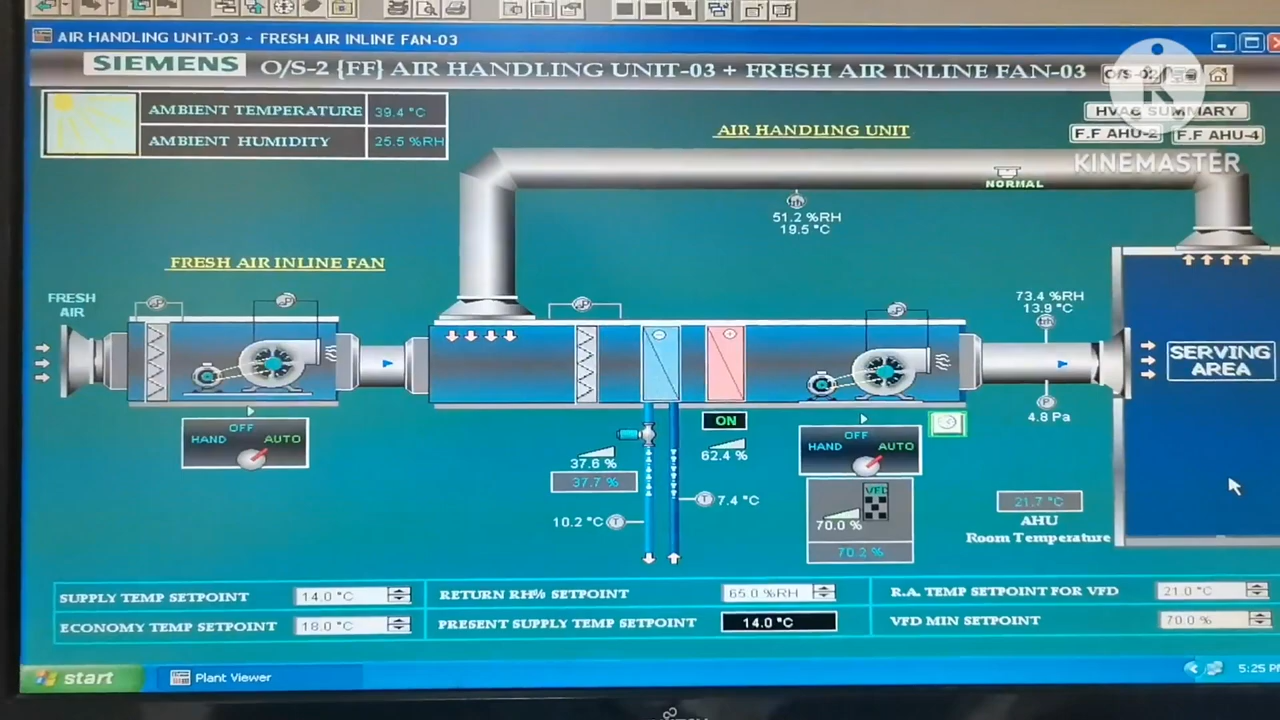 AIR HANDLING UNIT-03 + FRESH AIR INLINE FAN-03
SIEMENS
O/S-2 {FF} AIR HANDLING UNIT-03 + FRESH AIR INLINE FAN-03
O/S-02
HVAC SUMMARY
F.F AHU-2
F.F AHU-4
KINEMASTER
AMBIENT TEMPERATURE 39.4 °C
AMBIENT HUMIDITY 25.5 %RH
AIR HANDLING UNIT
NORMAL
51.2 %RH
19.5 °C
FRESH AIR INLINE FAN
FRESH
AIR
73.4 %RH
13.9 °C
SERVING
AREA
4.8 Pa
OFF
HAND AUTO
ON
62.4 %
37.6 %
37.7 %
10.2 °C
7.4 °C
OFF
HAND AUTO
VFD
70.0 %
70.2 %
21.7 °C
AHU
Room Temperature
SUPPLY TEMP SETPOINT 14.0 °C
RETURN RH% SETPOINT 65.0 %RH
R.A. TEMP SETPOINT FOR VFD 21.0 °C
ECONOMY TEMP SETPOINT 18.0 °C
PRESENT SUPPLY TEMP SETPOINT 14.0 °C
VFD MIN SETPOINT 70.0 %
start
Plant Viewer
5:25 P